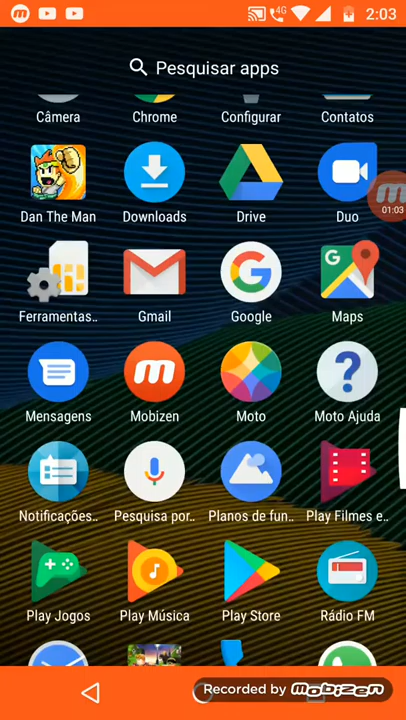 4G 2:03
Pesquisar apps
Câmera Chrome Configurar Contatos
Dan The Man Downloads Drive Duo
01:03
Ferramentas.. Gmail Google Maps
Mensagens Mobizen Moto Moto Ajuda
Notificações.. Pesquisa por.. Planos de fun.. Play Filmes e..
Play Jogos Play Música Play Store Rádio FM
Recorded by mobizen